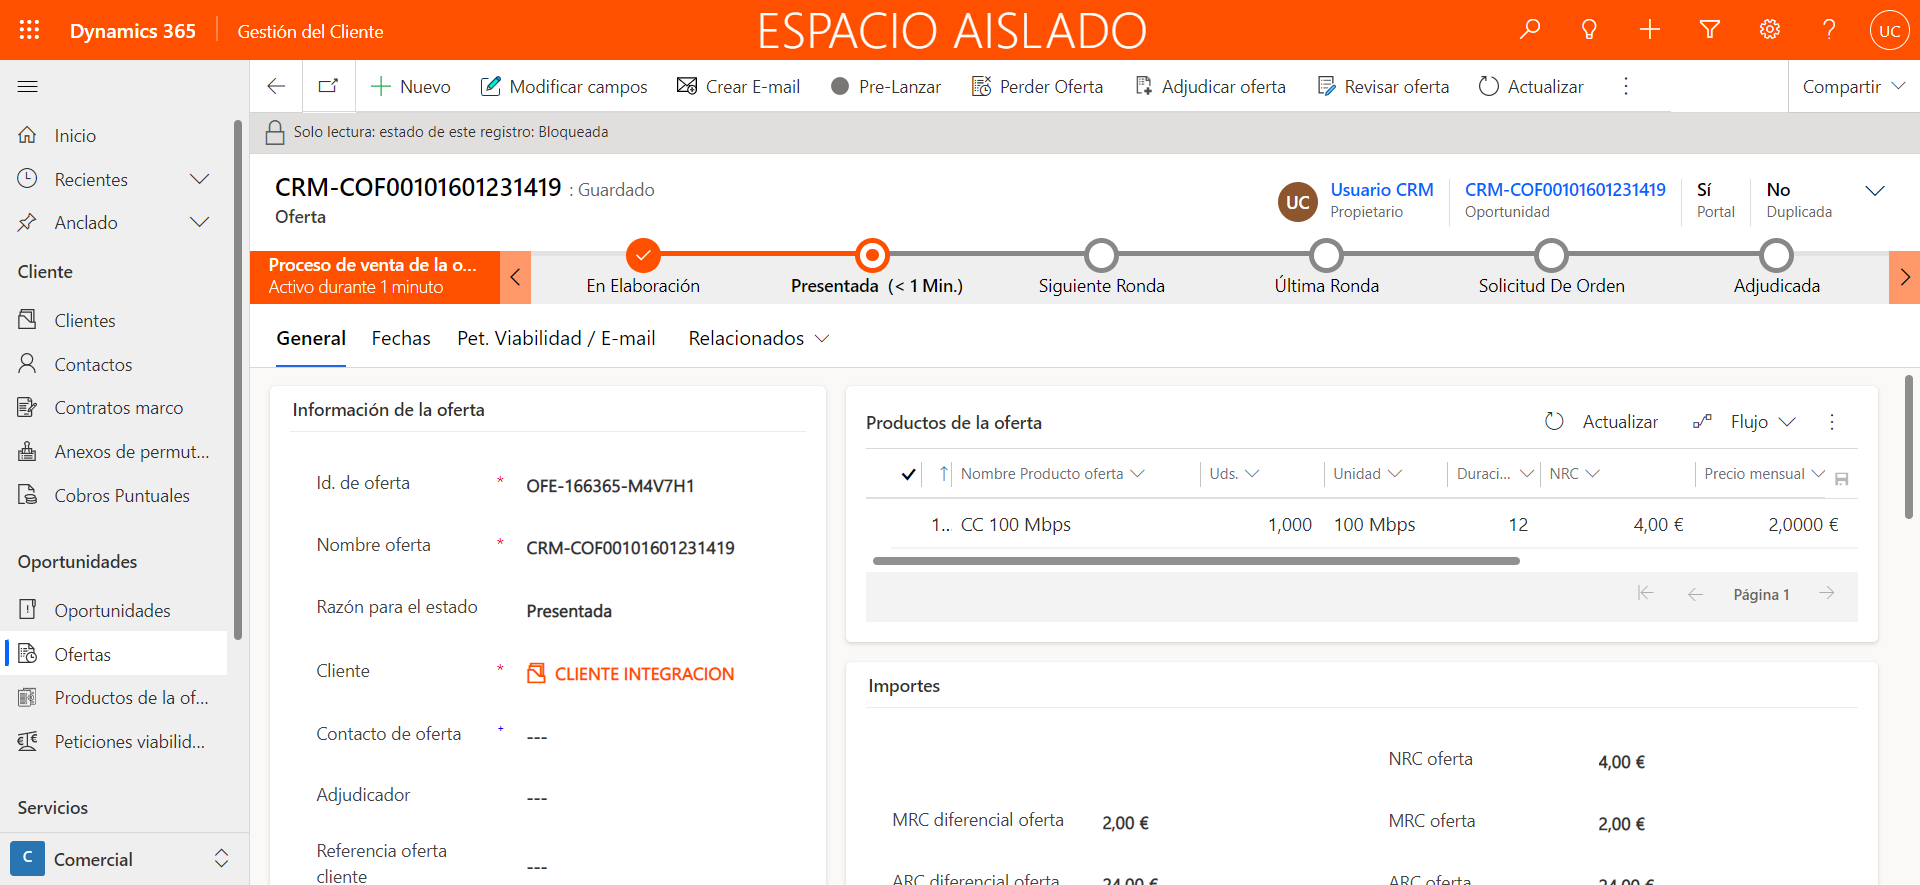 Dynamics 365
Gestión del Cliente
ESPACIO AISLADO
UC
Nuevo
Modificar campos
Crear E-mail
Pre-Lanzar
Perder Oferta
Adjudicar oferta
Revisar oferta
Actualizar
Compartir
Solo lectura: estado de este registro: Bloqueada
Inicio
Recientes
Anclado
Cliente
Clientes
Contactos
Contratos marco
Anexos de permut...
Cobros Puntuales
Oportunidades
Oportunidades
Ofertas
Productos de la of...
Peticiones viabilid...
Servicios
C Comercial
CRM-COF00101601231419 : Guardado
Oferta
UC
Usuario CRM
Propietario
CRM-COF00101601231419
Oportunidad
Sí
Portal
No
Duplicada
Proceso de venta de la o...
Activo durante 1 minuto
En Elaboración
Presentada (< 1 Min.)
Siguiente Ronda
Última Ronda
Solicitud De Orden
Adjudicada
General
Fechas
Pet. Viabilidad / E-mail
Relacionados
Información de la oferta
Id. de oferta * OFE-166365-M4V7H1
Nombre oferta * CRM-COF00101601231419
Razón para el estado Presentada
Cliente * CLIENTE INTEGRACION
Contacto de oferta + ---
Adjudicador ---
Referencia oferta
cliente ---
Productos de la oferta
Actualizar
Flujo
Nombre Producto oferta Uds. Unidad Duraci... NRC Precio mensual
1.. CC 100 Mbps 1,000 100 Mbps 12 4,00 € 2,0000 €
Página 1
Importes
NRC oferta 4,00 €
MRC diferencial oferta 2,00 € MRC oferta 2,00 €
ARC diferencial oferta 24,00 € ARC oferta 24,00 €